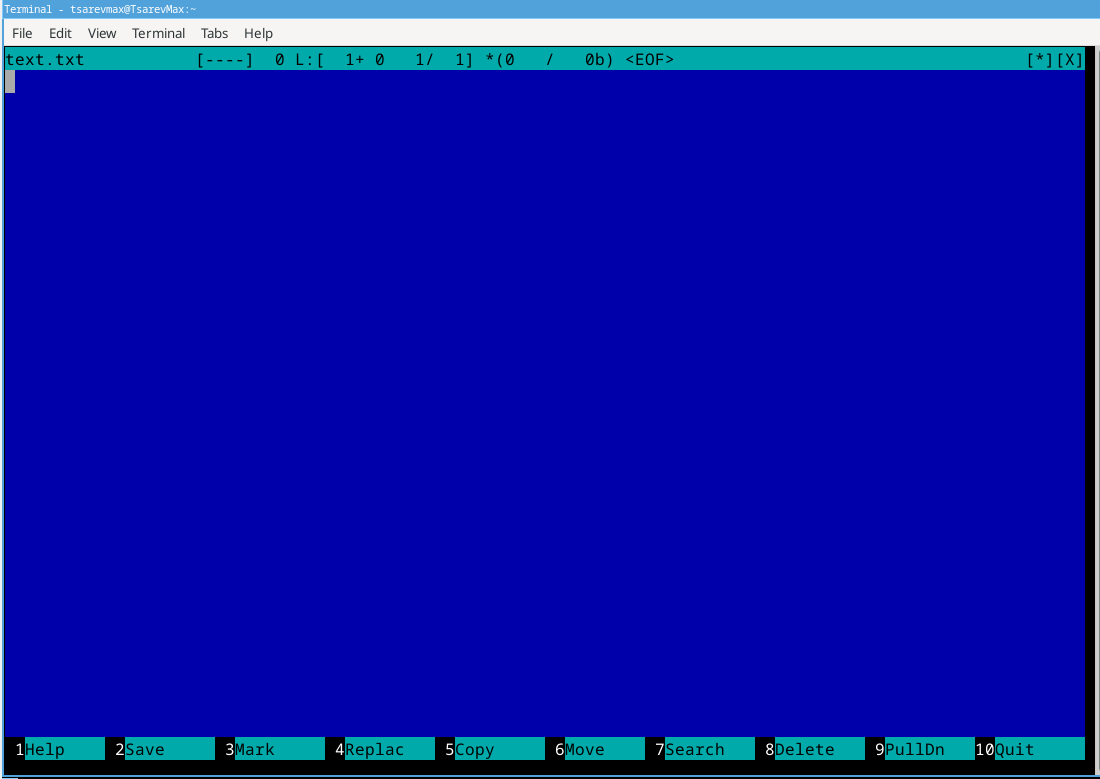 Terminal - tsarevmax@TsarevMax:~
File Edit View Terminal Tabs Help
text.txt [----] 0 L:[ 1+ 0 1/ 1] *(0 / 0b) <EOF> [*][X]
1Help 2Save 3Mark 4Replac 5Copy 6Move 7Search 8Delete 9PullDn 10Quit